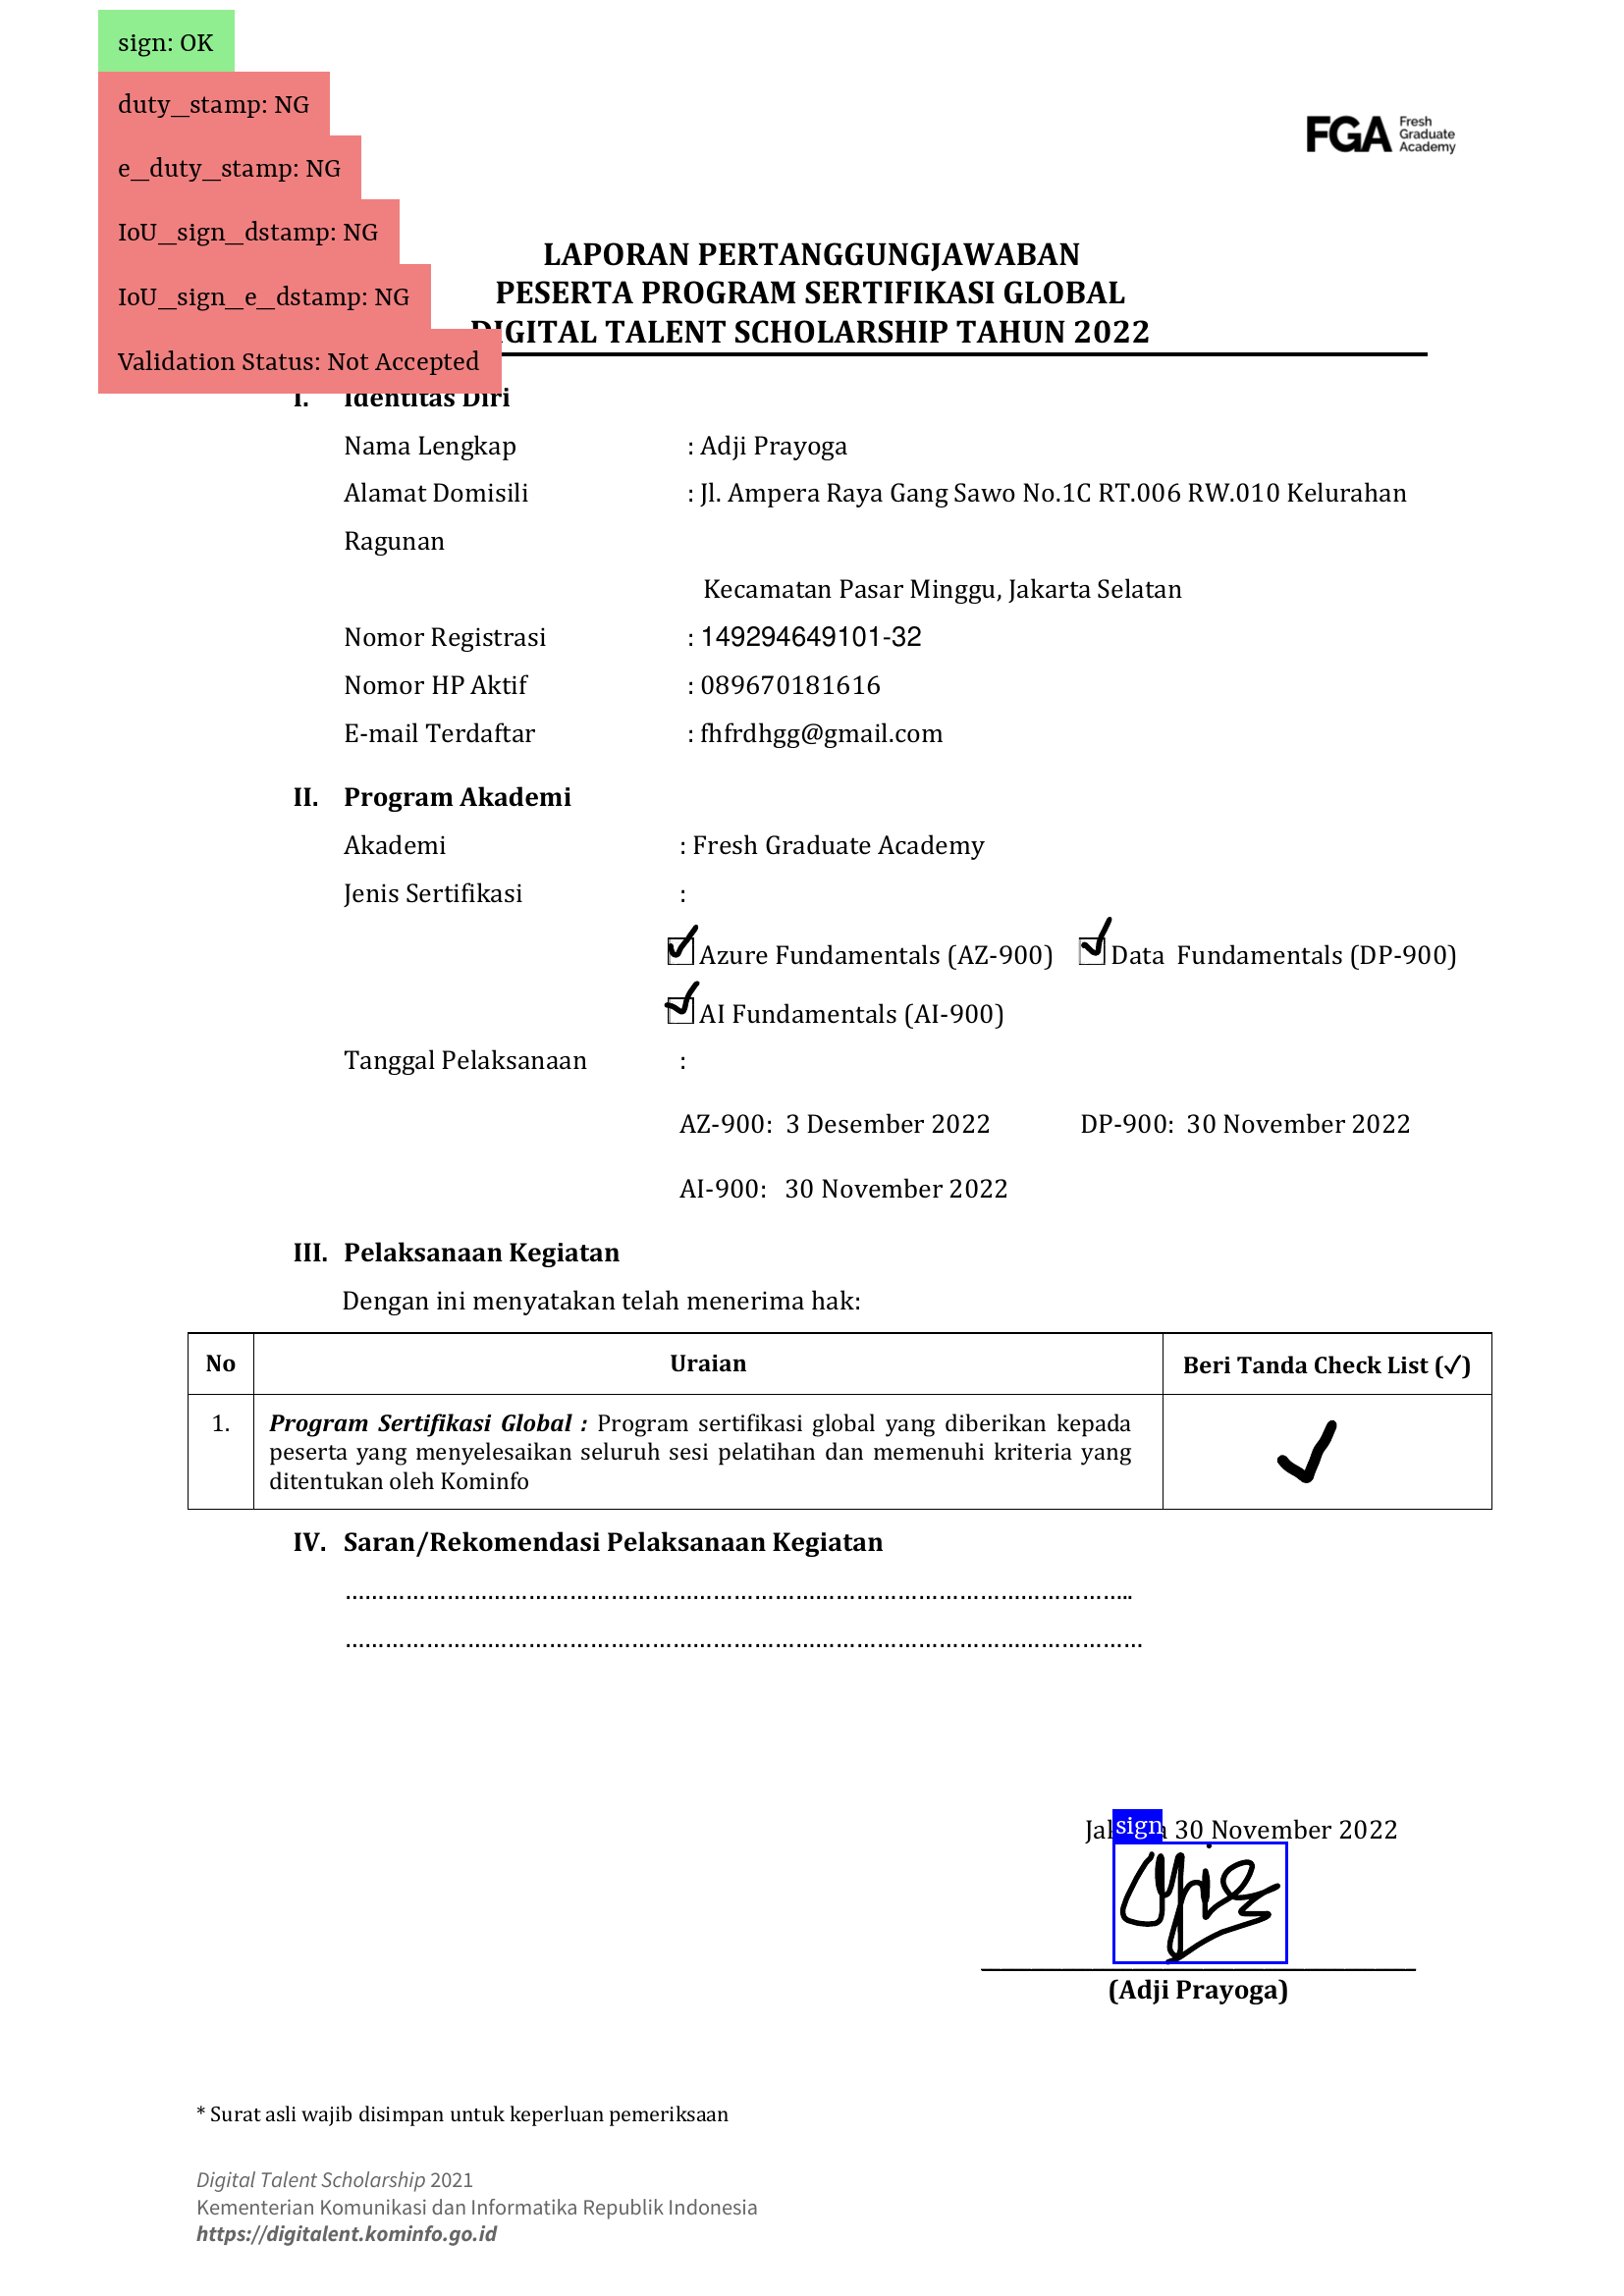 sign: OK
duty_stamp: NG
e_duty_stamp: NG
IoU_sign_dstamp: NG
IoU_sign_e_dstamp: NG
Validation Status: Not Accepted
FGA Fresh
Graduate
Academy
LAPORAN PERTANGGUNGJAWABAN
PESERTA PROGRAM SERTIFIKASI GLOBAL
DIGITAL TALENT SCHOLARSHIP TAHUN 2022
I. Identitas Diri
Nama Lengkap : Adji Prayoga
Alamat Domisili : Jl. Ampera Raya Gang Sawo No.1C RT.006 RW.010 Kelurahan
Ragunan
Kecamatan Pasar Minggu, Jakarta Selatan
Nomor Registrasi : 149294649101-32
Nomor HP Aktif : 089670181616
E-mail Terdaftar : fhfrdhgg@gmail.com
II. Program Akademi
Akademi : Fresh Graduate Academy
Jenis Sertifikasi :
Azure Fundamentals (AZ-900) Data Fundamentals (DP-900)
AI Fundamentals (AI-900)
Tanggal Pelaksanaan :
AZ-900: 3 Desember 2022 DP-900: 30 November 2022
AI-900: 30 November 2022
III. Pelaksanaan Kegiatan
Dengan ini menyatakan telah menerima hak:
No Uraian Beri Tanda Check List (✓)
1. Program Sertifikasi Global : Program sertifikasi global yang diberikan kepada
peserta yang menyelesaikan seluruh sesi pelatihan dan memenuhi kriteria yang
ditentukan oleh Kominfo
IV. Saran/Rekomendasi Pelaksanaan Kegiatan
sign
30 November 2022
(Adji Prayoga)
* Surat asli wajib disimpan untuk keperluan pemeriksaan
Digital Talent Scholarship 2021
Kementerian Komunikasi dan Informatika Republik Indonesia
https://digitalent.kominfo.go.id